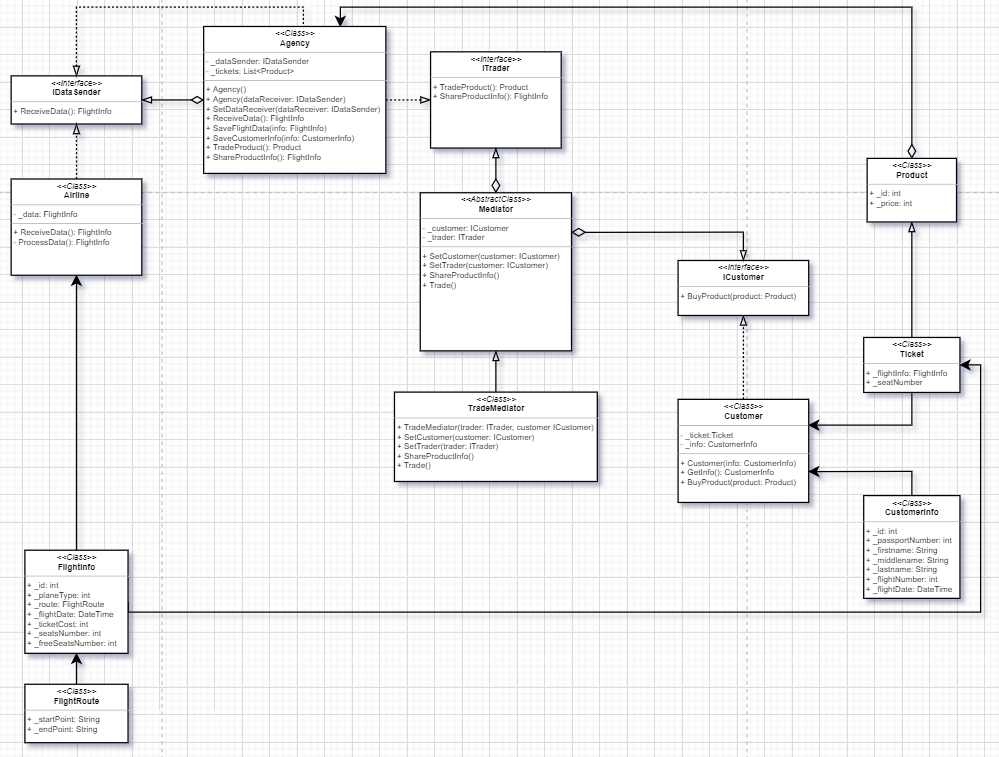 <<Class>>
Agency
- _dataSender: IDataSender
- _tickets: List<Product>
+ Agency()
+ Agency(dataReceiver: IDataSender)
+ SetDataReceiver(dataReceiver: IDataSender)
+ ReceiveData(): FlightInfo
+ SaveFlightData(info: FlightInfo)
+ SaveCustomerInfo(info: CustomerInfo)
+ TradeProduct(): Product
+ ShareProductInfo(): FlightInfo
<<Interface>>
ITrader
+ TradeProduct(): Product
+ ShareProductInfo(): FlightInfo
<<Interface>>
IDataSender
+ ReceiveData(): FlightInfo
<<Class>>
Product
+ _id: int
+ _price: int
<<Class>>
Airline
- _data: FlightInfo
+ ReceiveData(): FlightInfo
- ProcessData(): FlightInfo
<<AbstractClass>>
Mediator
- _customer: ICustomer
- _trader: ITrader
+ SetCustomer(customer: ICustomer)
+ SetTrader(customer: ICustomer)
+ ShareProductInfo()
+ Trade()
<<Interface>>
ICustomer
+ BuyProduct(product: Product)
<<Class>>
Ticket
+ _flightInfo: FlightInfo
+ _seatNumber
<<Class>>
TradeMediator
+ TradeMediator(trader: ITrader, customer ICustomer)
+ SetCustomer(customer: ICustomer)
+ SetTrader(trader: ITrader)
+ ShareProductInfo()
+ Trade()
<<Class>>
Customer
- _ticket:Ticket
- _info: CustomerInfo
+ Customer(info: CustomerInfo)
+ GetInfo(): CustomerInfo
+ BuyProduct(product: Product)
<<Class>>
CustomerInfo
+ _id: int
+ _passportNumber: int
+ _firstname: String
+ _middlename: String
+ _lastname: String
+ _flightNumber: int
+ _flightDate: DateTime
<<Class>>
FlightInfo
+ _id: int
+ _planeType: int
+ _route: FlightRoute
+ _flightDate: DateTime
+ _ticketCost: int
+ _seatsNumber: int
+ _freeSeatsNumber: int
<<Class>>
FlightRoute
+ _startPoint: String
+ _endPoint: String